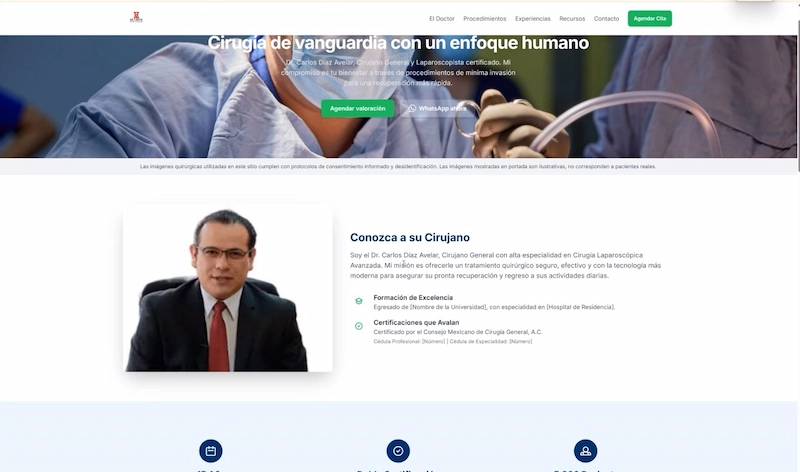 El Doctor Procedimientos Experiencias Recursos Contacto Agendar Cita
Cirugía de vanguardia con un enfoque humano
Dr. Carlos Díaz Avelar, Cirujano General y Laparoscopista certificado. Mi
compromiso es tu bienestar a través de procedimientos de mínima invasión
para una recuperación más rápida.
Agendar valoración WhatsApp ahora
Las imágenes quirúrgicas utilizadas en este sitio cumplen con protocolos de consentimiento informado y desidentificación. Las imágenes mostradas en portada son ilustrativas, no corresponden a pacientes reales.
Conozca a su Cirujano
Soy el Dr. Carlos Díaz Avelar, Cirujano General con alta especialidad en Cirugía Laparoscópica
Avanzada. Mi misión es ofrecerle un tratamiento quirúrgico seguro, efectivo y con la tecnología más
moderna para asegurar su pronta recuperación y regreso a sus actividades diarias.
Formación de Excelencia
Egresado de [Nombre de la Universidad], con especialidad en [Hospital de Residencia].
Certificaciones que Avalan
Certificado por el Consejo Mexicano de Cirugía General, A.C.
Cédula Profesional: [Número] | Cédula de Especialidad: [Número]